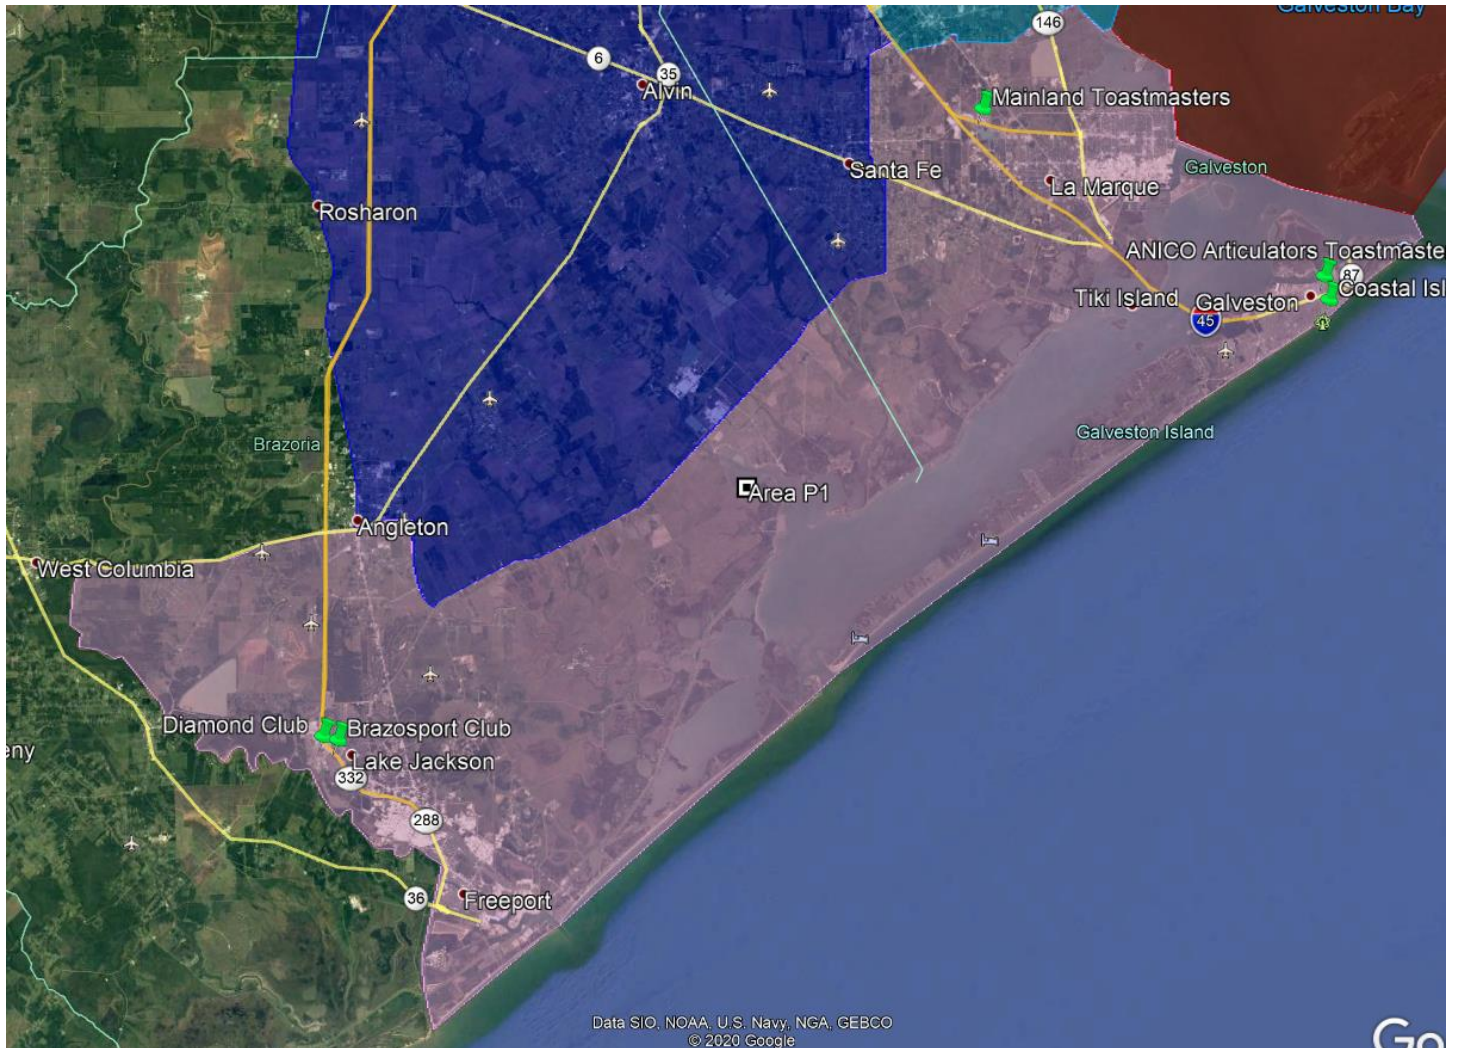 Galveston Bay
146
6
35
Alvin
Mainland Toastmasters
Santa Fe
Galveston
La Marque
Rosharon
ANICO Articulators Toastmaste
87
Tiki Island
Galveston
Coastal Isl
45
Brazoria
Galveston Island
Area P1
Angleton
West Columbia
Diamond Club
Brazosport Club
eny
Lake Jackson
332
288
36
Freeport
Data SIO, NOAA, U.S. Navy, NGA, GEBCO
© 2020 Google
Go